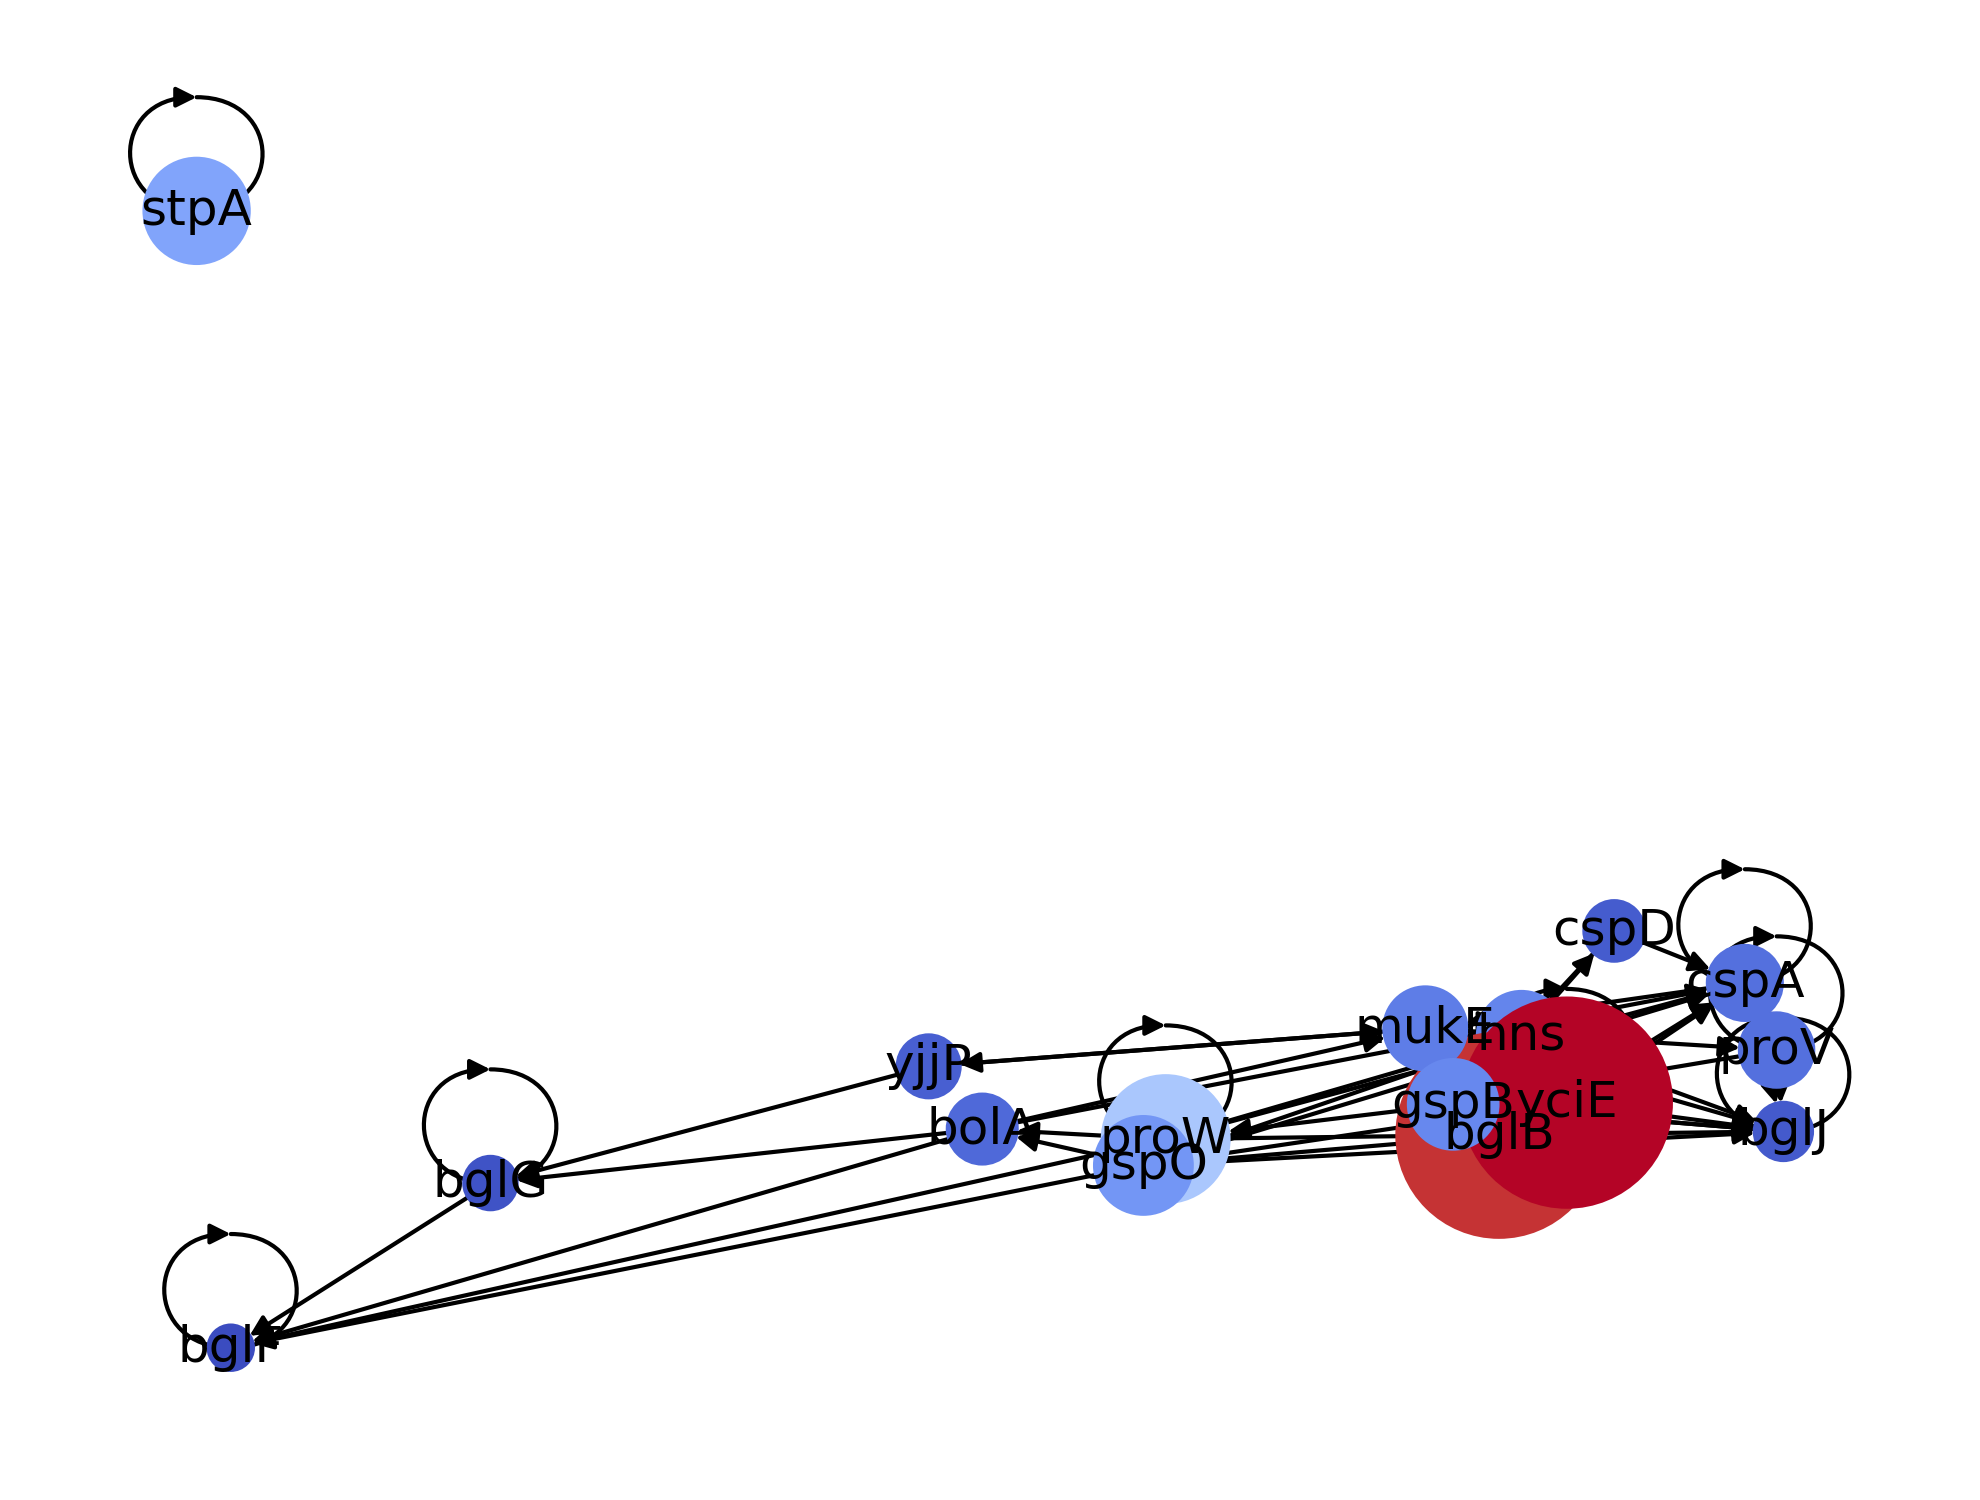 stpA
cspD
cspA
mukE
hns
proV
yjjP
gspB
yciE
bolA
bglB
bglJ
proW
gspO
bglG
bglF